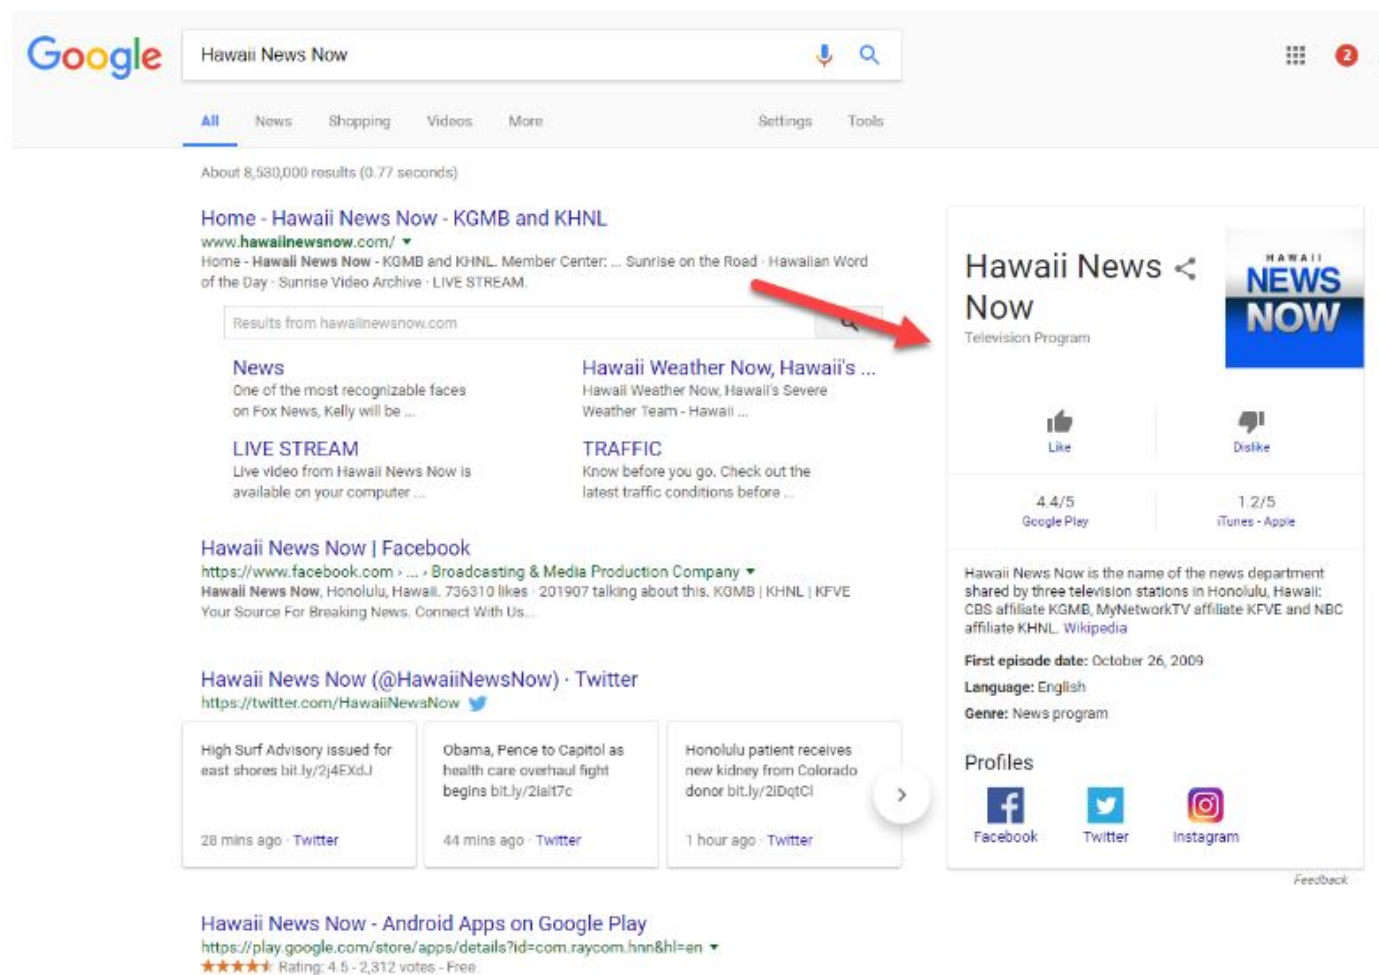 Google
Hawaii News Now
2
All News Shopping Videos More Settings Tools
About 8,530,000 results (0.77 seconds)
Home - Hawaii News Now - KGMB and KHNL
www.hawaiinewsnow.com/
Home - Hawaii News Now - KGMB and KHNL. Member Center: ... Sunrise on the Road · Hawaiian Word
of the Day · Sunrise Video Archive · LIVE STREAM.
Results from hawaiinewsnow.com
News
One of the most recognizable faces
on Fox News, Kelly will be ...
Hawaii Weather Now, Hawaii's ...
Hawaii Weather Now, Hawaii's Severe
Weather Team - Hawaii ...
LIVE STREAM
Live video from Hawaii News Now is
available on your computer ...
TRAFFIC
Know before you go. Check out the
latest traffic conditions before ...
Hawaii News Now | Facebook
https://www.facebook.com › ... › Broadcasting & Media Production Company
Hawaii News Now, Honolulu, Hawaii. 736310 likes · 201907 talking about this. KGMB | KHNL | KFVE
Your Source For Breaking News. Connect With Us...
Hawaii News Now (@HawaiiNewsNow) · Twitter
https://twitter.com/HawaiiNewsNow
High Surf Advisory issued for
east shores bit.ly/2j4EXdJ
28 mins ago · Twitter
Obama, Pence to Capitol as
health care overhaul fight
begins bit.ly/2ialt7c
44 mins ago · Twitter
Honolulu patient receives
new kidney from Colorado
donor bit.ly/2iDqtCl
1 hour ago · Twitter
Hawaii News Now - Android Apps on Google Play
https://play.google.com/store/apps/details?id=com.raycom.hnn&hl=en
Rating: 4.5 - 2,312 votes - Free
Hawaii News
Now
Television Program
HAWAII
NEWS
NOW
Like
Dislike
4.4/5
Google Play
1.2/5
iTunes - Apple
Hawaii News Now is the name of the news department
shared by three television stations in Honolulu, Hawaii:
CBS affiliate KGMB, MyNetworkTV affiliate KFVE and NBC
affiliate KHNL. Wikipedia
First episode date: October 26, 2009
Language: English
Genre: News program
Profiles
Facebook Twitter Instagram
Feedback